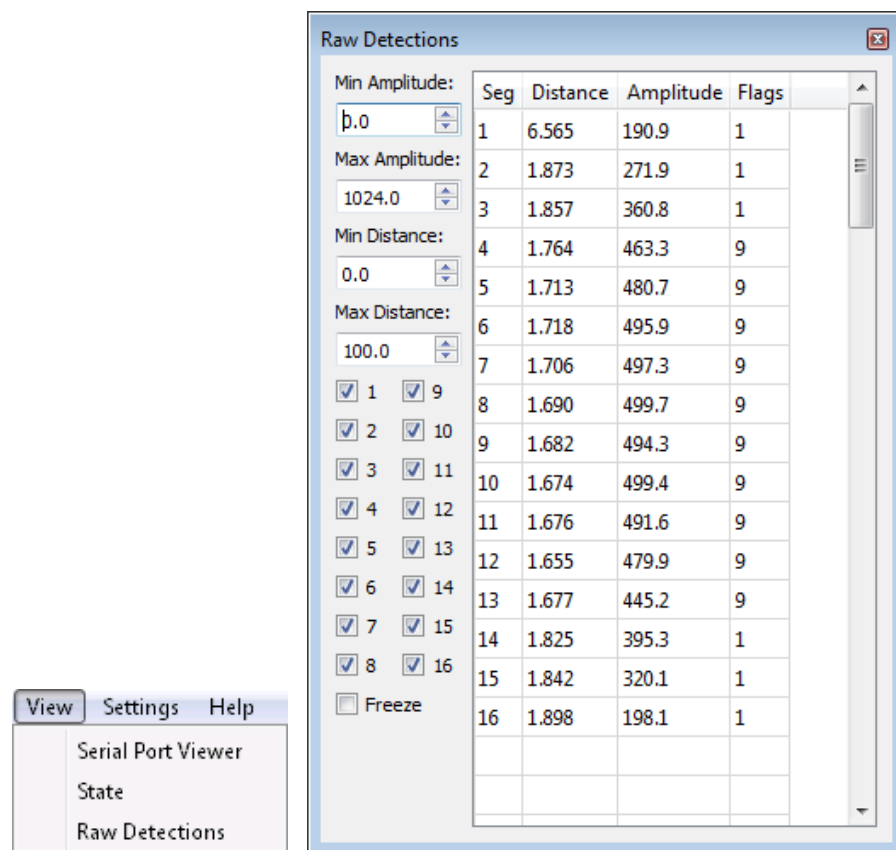 Raw Detections
Min Amplitude:
0.0
Max Amplitude:
1024.0
Min Distance:
0.0
Max Distance:
100.0
1 9
2 10
3 11
4 12
5 13
6 14
7 15
8 16
Freeze
Seg Distance Amplitude Flags
1 6.565 190.9 1
2 1.873 271.9 1
3 1.857 360.8 1
4 1.764 463.3 9
5 1.713 480.7 9
6 1.718 495.9 9
7 1.706 497.3 9
8 1.690 499.7 9
9 1.682 494.3 9
10 1.674 499.4 9
11 1.676 491.6 9
12 1.655 479.9 9
13 1.677 445.2 9
14 1.825 395.3 1
15 1.842 320.1 1
16 1.898 198.1 1
View Settings Help
Serial Port Viewer
State
Raw Detections